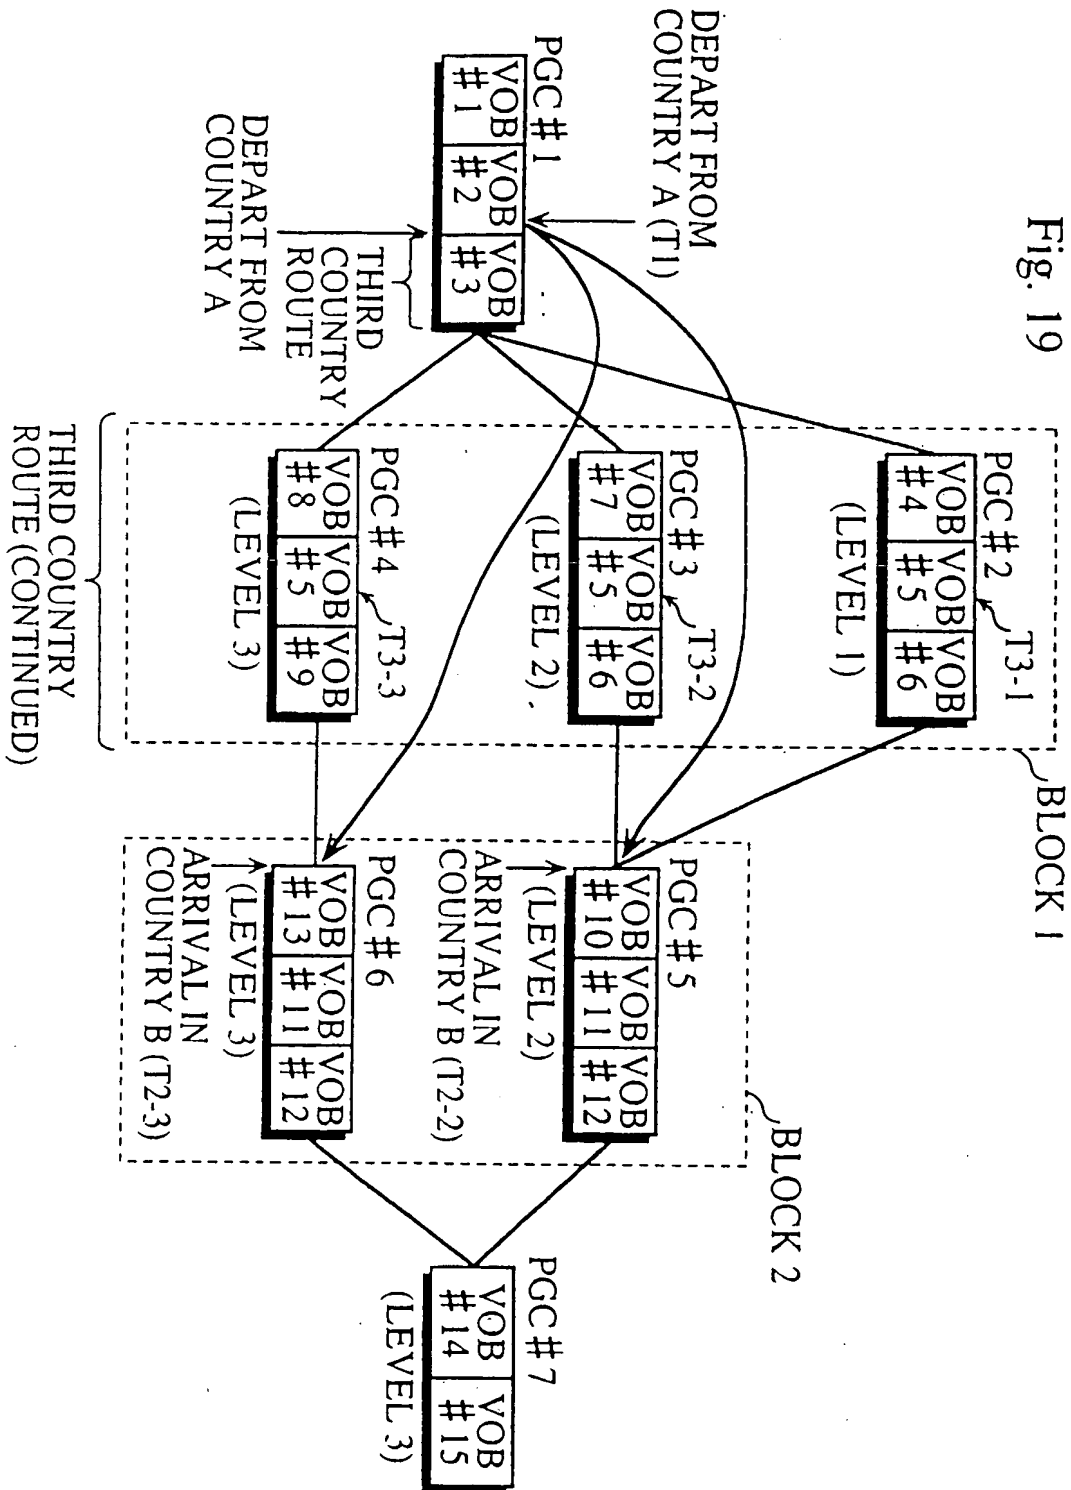 Fig. 19
DEPART FROM
COUNTRY A (T1)
PGC#1
VOB VOB VOB
#1 #2 #3
THIRD
COUNTRY
ROUTE
DEPART FROM
COUNTRY A
BLOCK 1
PGC#2
T3-1
VOB VOB VOB
#4 #5 #6
(LEVEL 1)
PGC#3
T3-2
VOB VOB VOB
#7 #5 #6
(LEVEL 2)
PGC#4
T3-3
VOB VOB VOB
#8 #5 #9
(LEVEL 3)
THIRD COUNTRY
ROUTE (CONTINUED)
BLOCK 2
PGC#5
VOB VOB VOB
#10 #11 #12
(LEVEL 2)
ARRIVAL IN
COUNTRY B (T2-2)
PGC#6
VOB VOB VOB
#13 #11 #12
(LEVEL 3)
ARRIVAL IN
COUNTRY B (T2-3)
PGC#7
VOB VOB
#14 #15
(LEVEL 3)